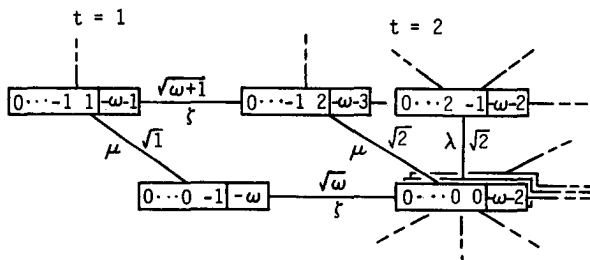 t = 1
t = 2
0···-1 1 -ω-1
√ω+1
ζ
0···-1 2 -ω-3
0···2 -1 -ω-2
μ
√1
μ
√2
λ
√2
0···0 -1 -ω
√ω
ζ
0···0 0 -ω-2